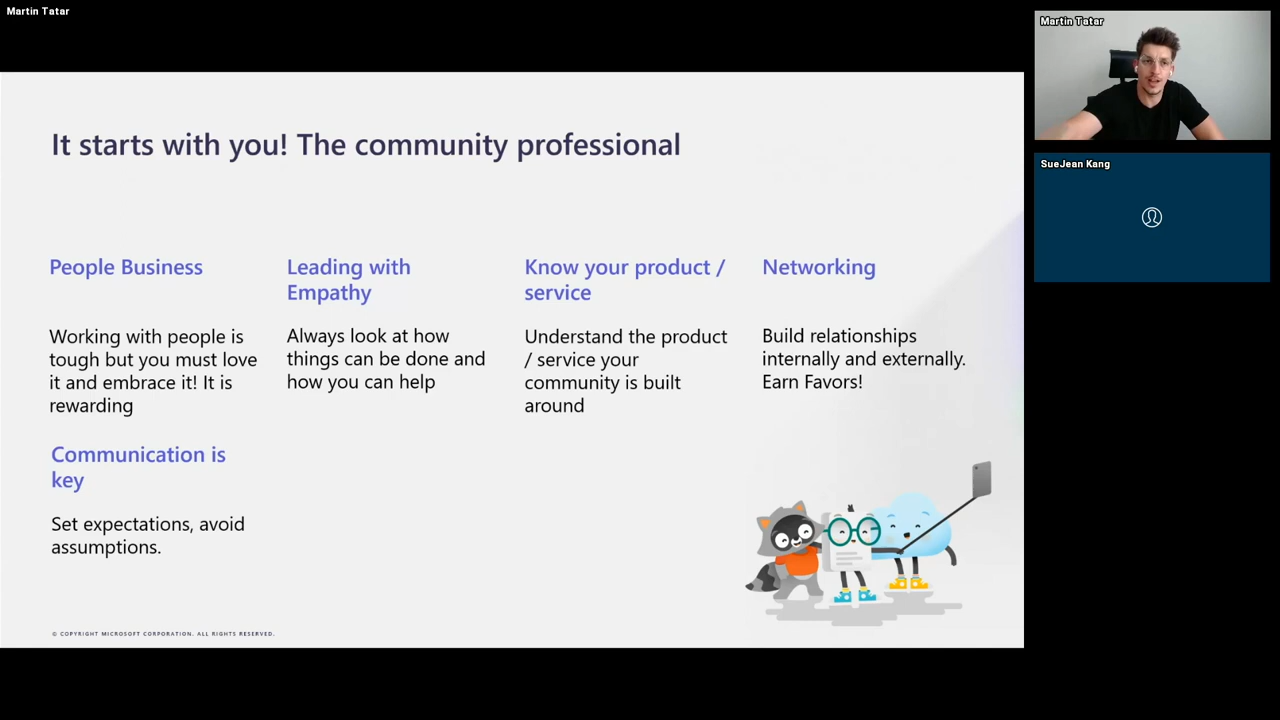 Martin Tatar
It starts with you! The community professional
People Business
Working with people is
tough but you must love
it and embrace it! It is
rewarding
Leading with
Empathy
Always look at how
things can be done and
how you can help
Know your product /
service
Understand the product
/ service your
community is built
around
Networking
Build relationships
internally and externally.
Earn Favors!
Communication is
key
Set expectations, avoid
assumptions.
© COPYRIGHT MICROSOFT CORPORATION. ALL RIGHTS RESERVED.
Martin Tatar
SueJean Kang